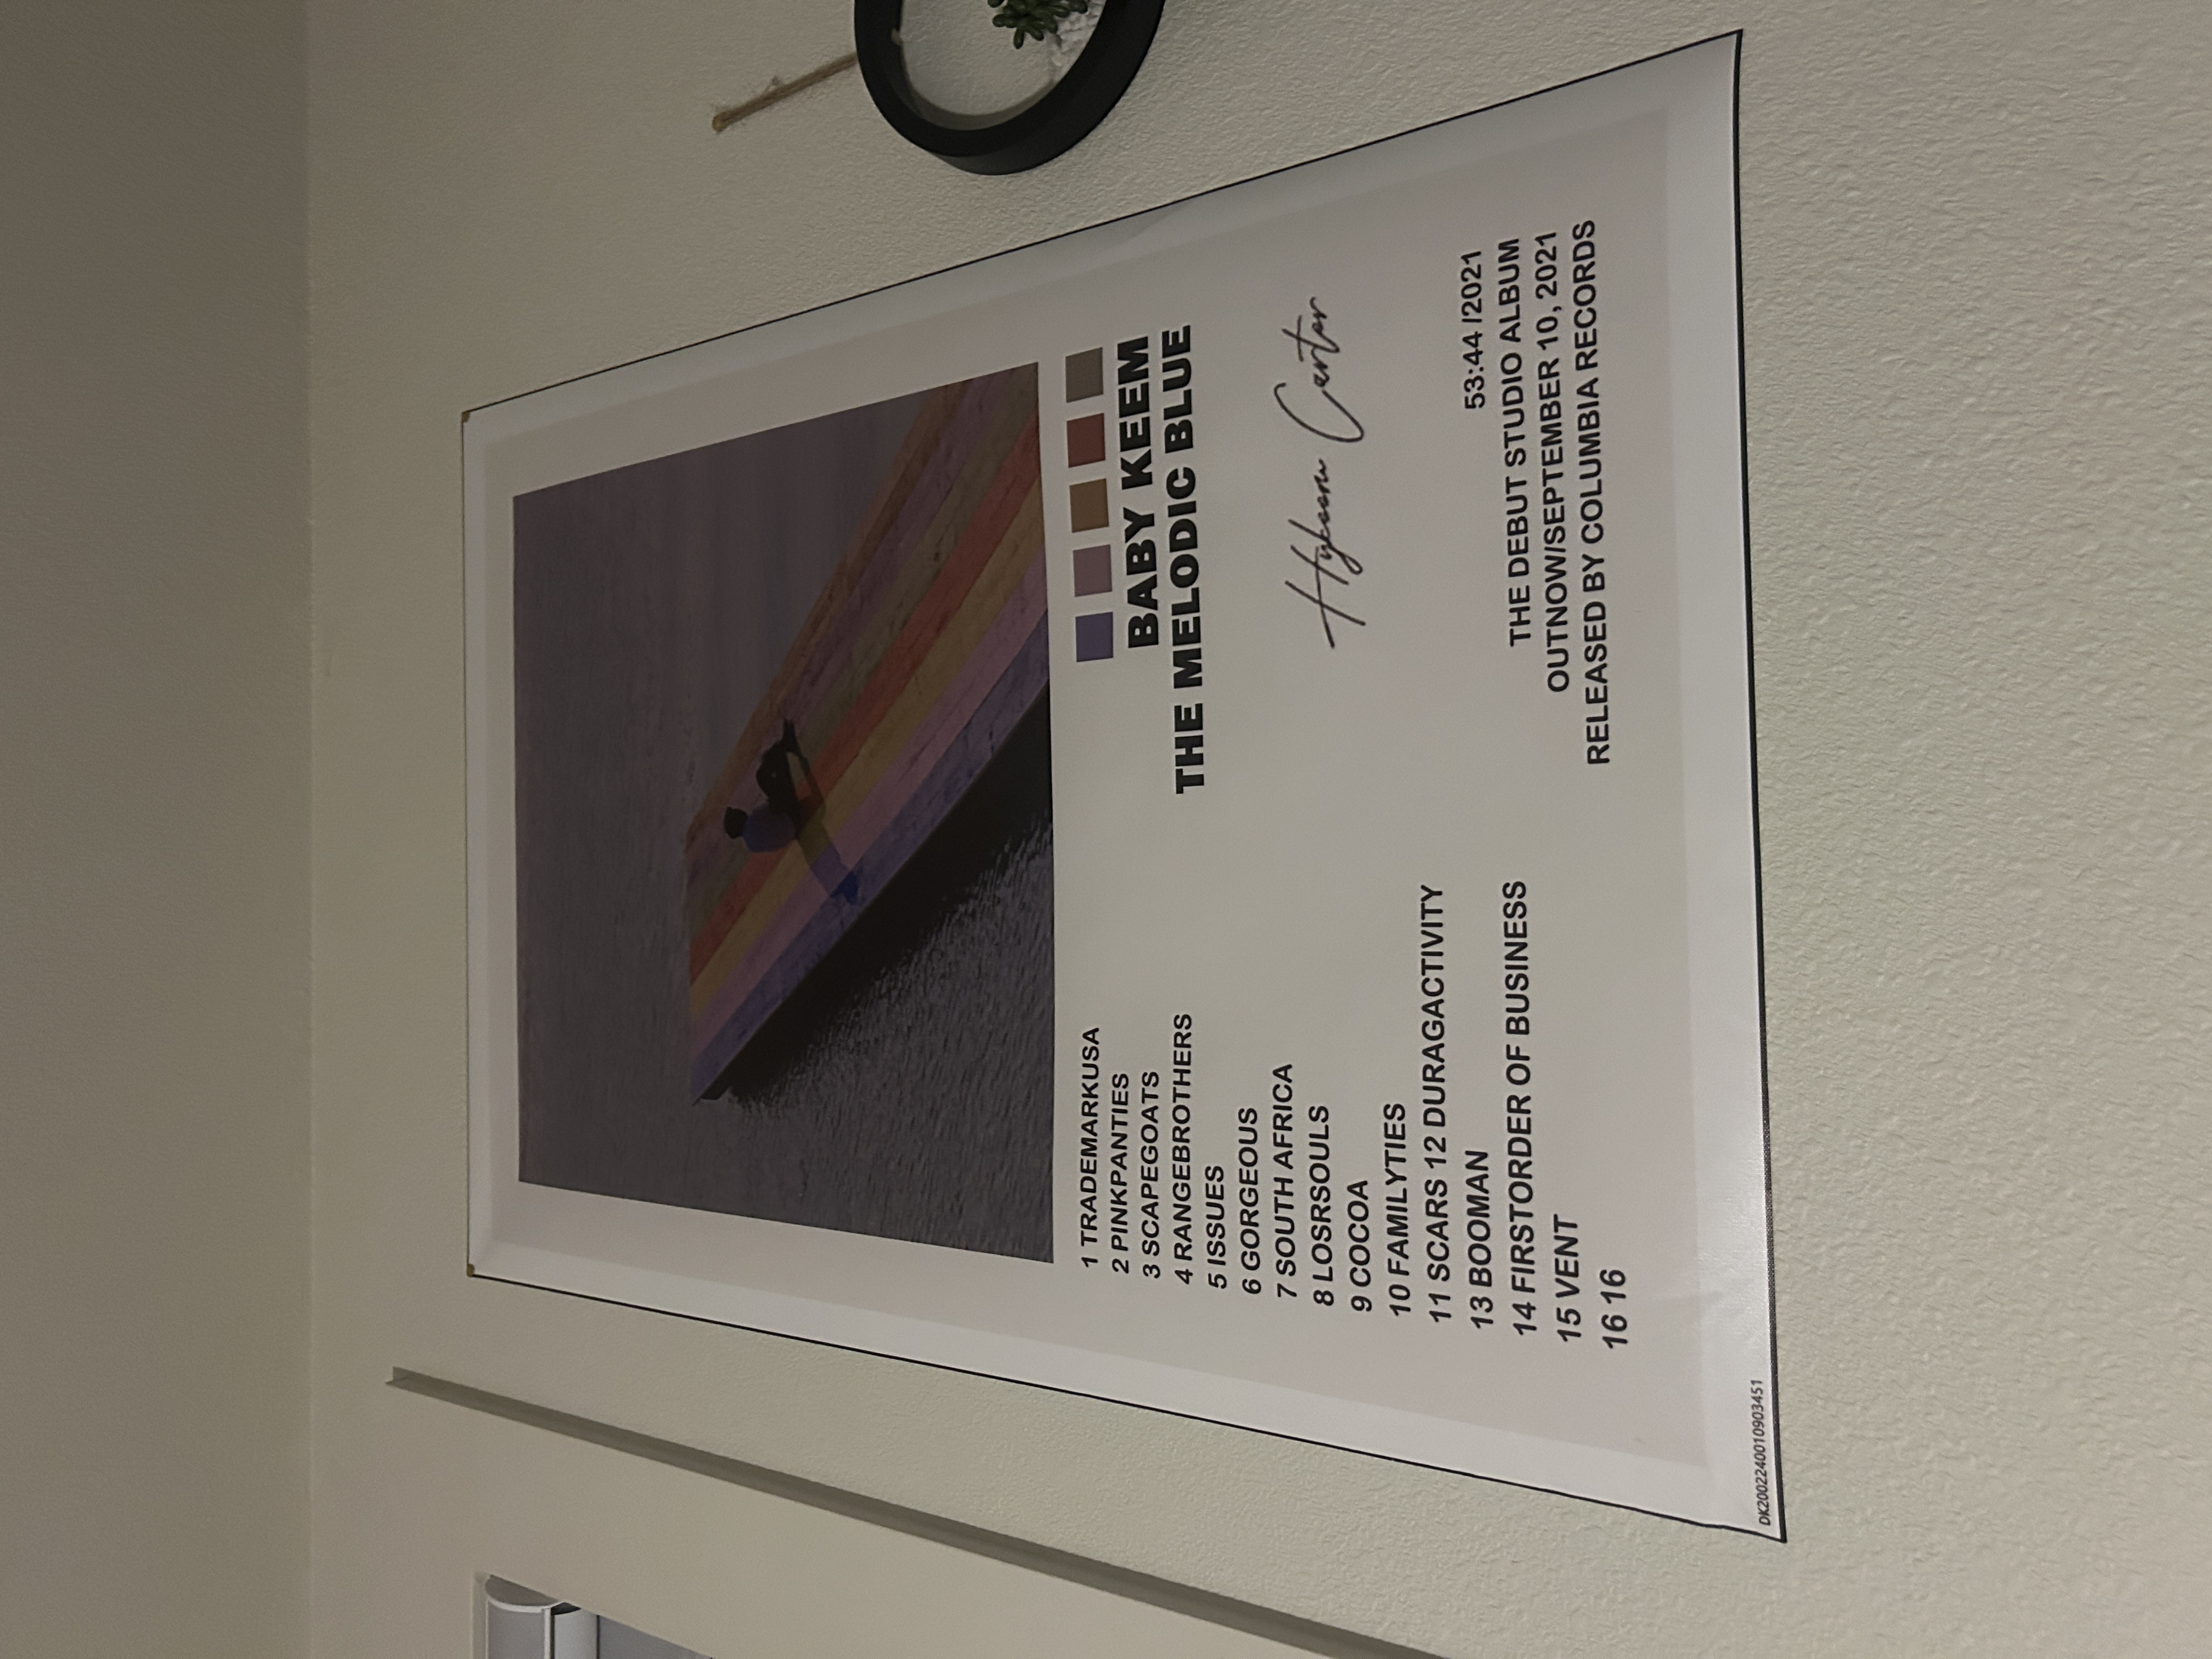 1 TRADEMARKUSA
2 PINKPANTIES
3 SCAPEGOATS
4 RANGEBROTHERS
5 ISSUES
6 GORGEOUS
7 SOUTH AFRICA
8 LOSRSOULS
9 COCOA
10 FAMILYTIES
11 SCARS 12 DURAGACTIVITY
13 BOOMAN
14 FIRSTORDER OF BUSINESS
15 VENT
16 16
BABY KEEM
THE MELODIC BLUE
Hykeem Carter
53:44 /2021
THE DEBUT STUDIO ALBUM
OUTNOW/SEPTEMBER 10, 2021
RELEASED BY COLUMBIA RECORDS
DK2002240010903451